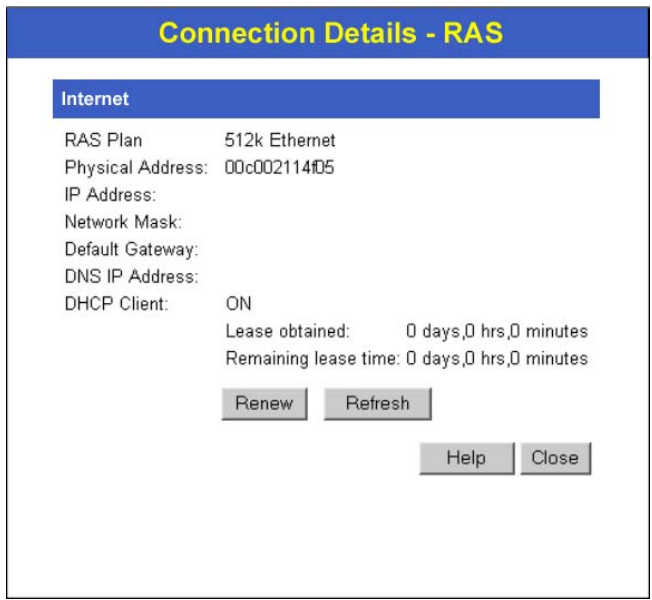 Connection Details - RAS
Internet
RAS Plan 512k Ethernet
Physical Address: 00c002114f05
IP Address:
Network Mask:
Default Gateway:
DNS IP Address:
DHCP Client: ON
Lease obtained: 0 days,0 hrs,0 minutes
Remaining lease time: 0 days,0 hrs,0 minutes
Renew Refresh
Help Close